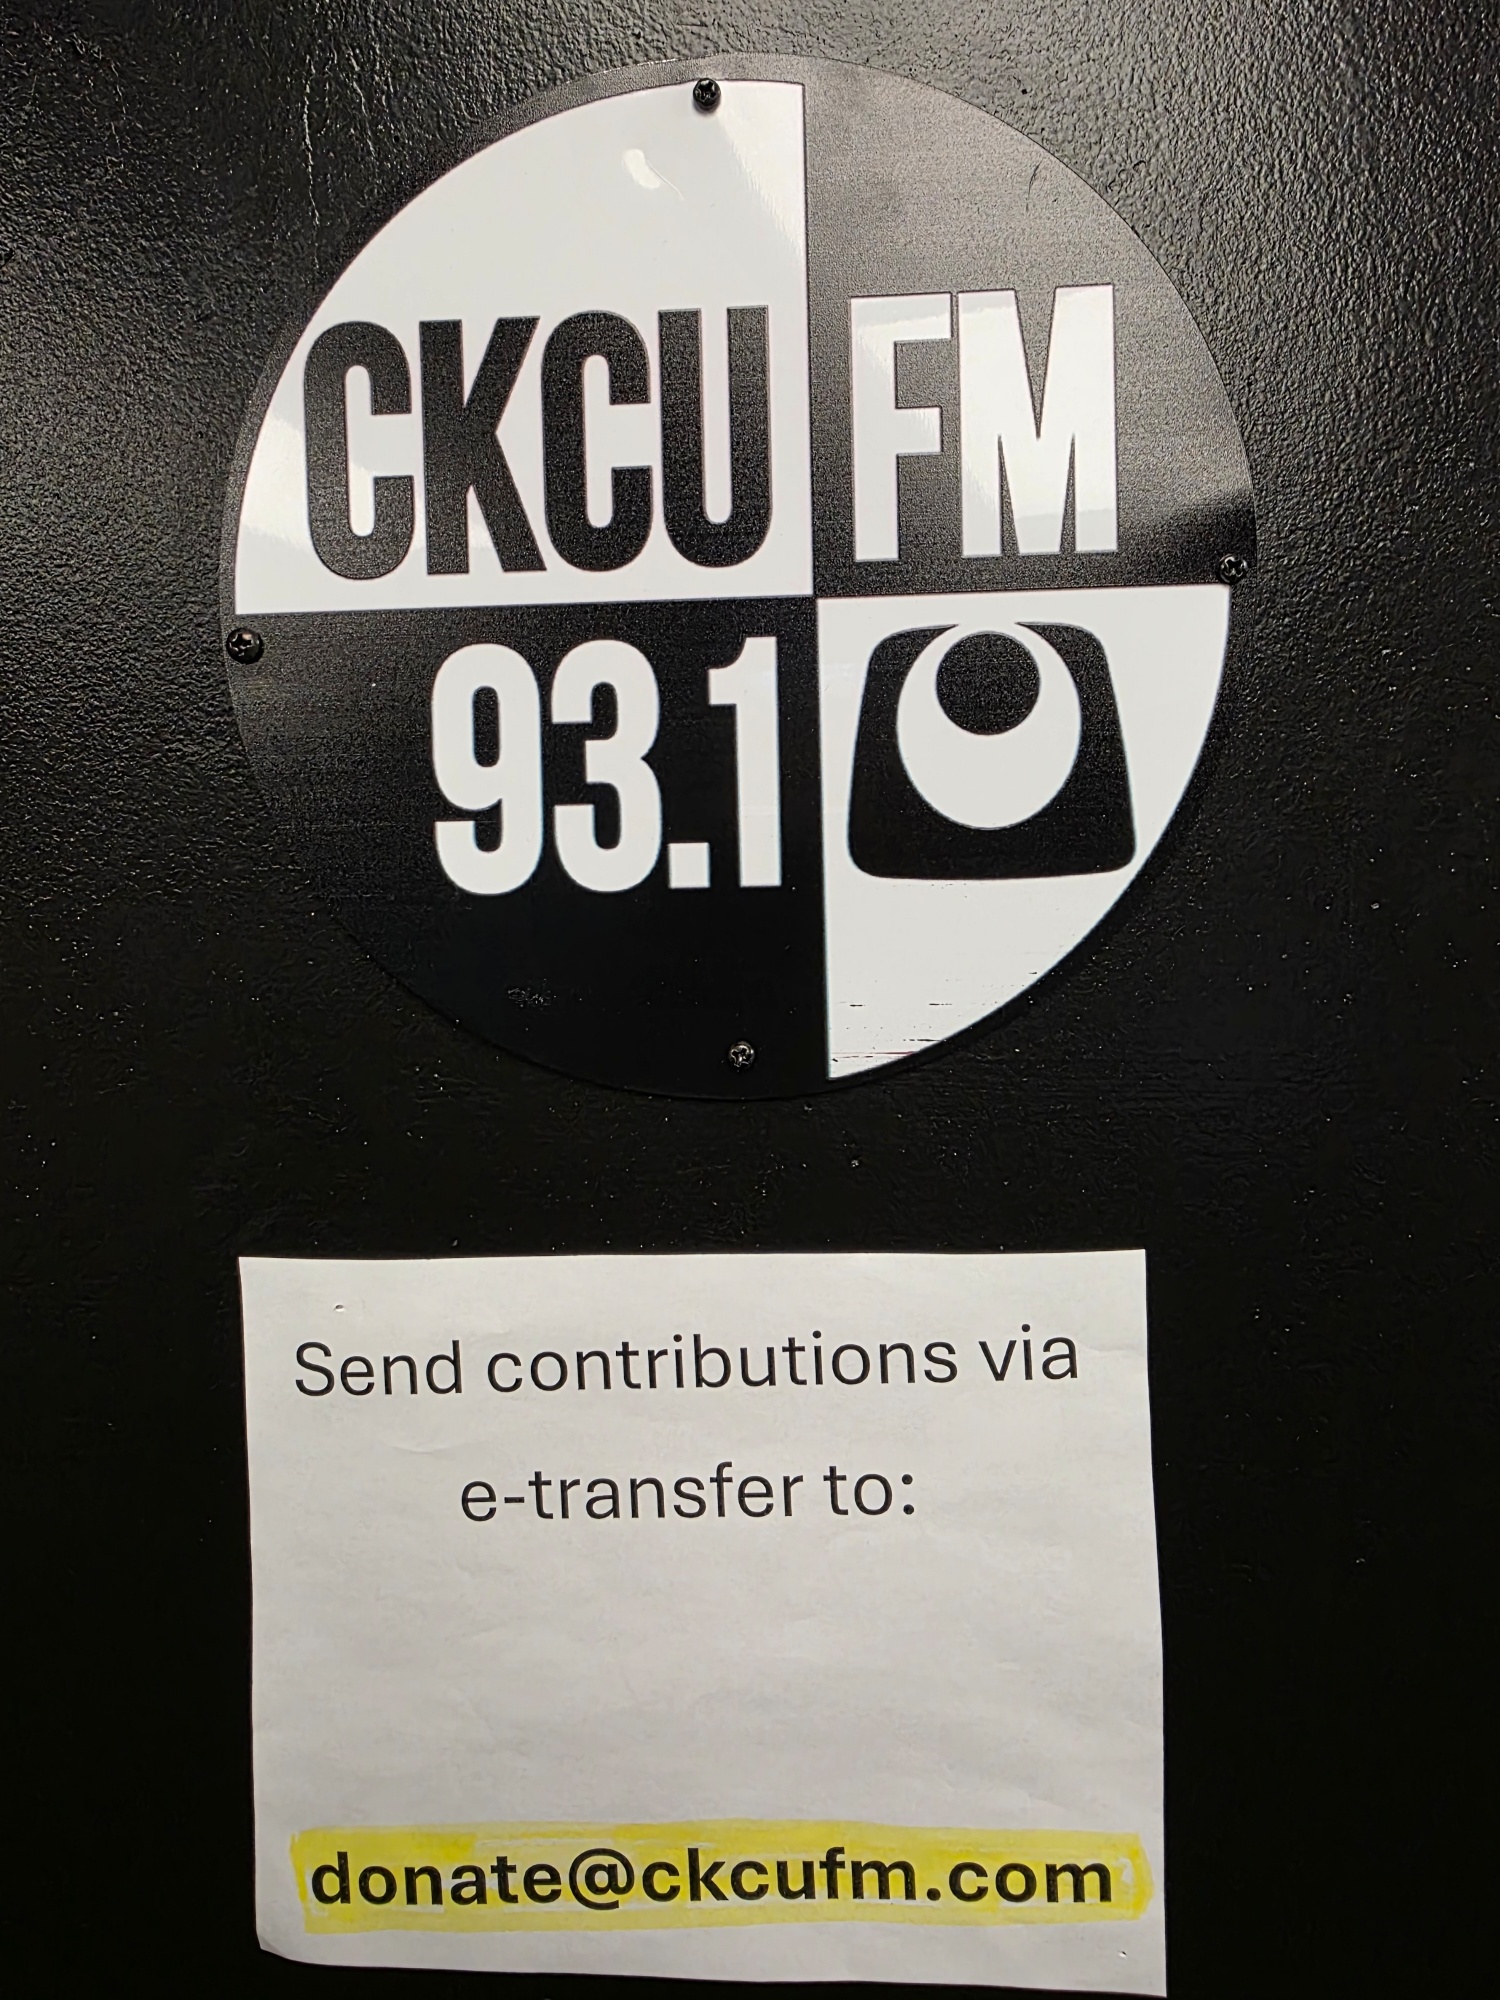 CKCU FM
93.1
Send contributions via
e-transfer to:
donate@ckcufm.com